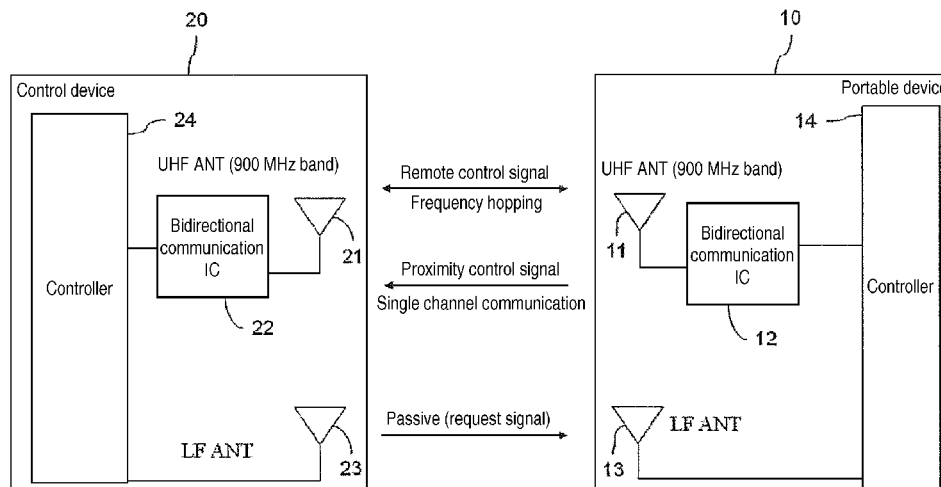 20
10
Control device
Portable device
24
14
UHF ANT (900 MHz band)
Remote control signal
UHF ANT (900 MHz band)
Frequency hopping
Bidirectional
communication
IC
21
11
Bidirectional
communication
IC
Controller
Proximity control signal
Single channel communication
Controller
22
12
Passive (request signal)
LF ANT
23
13
LF ANT